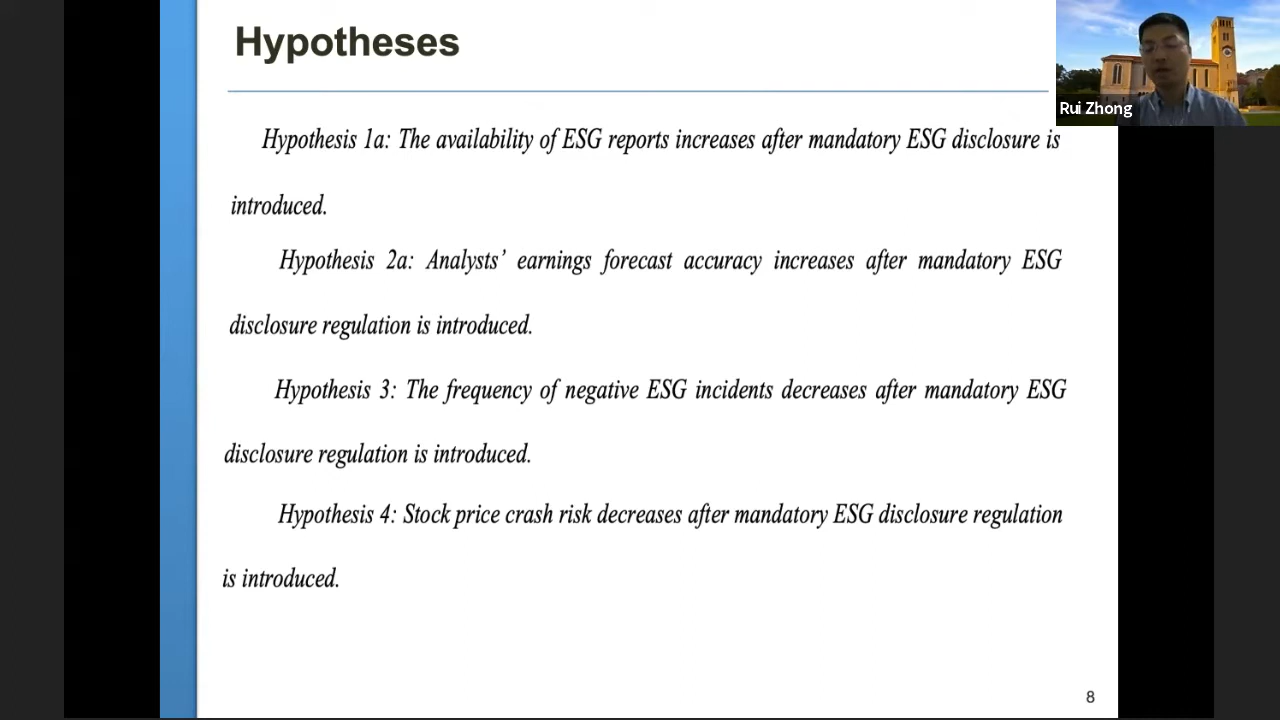 Hypotheses
Rui Zhong
Hypothesis 1a: The availability of ESG reports increases after mandatory ESG disclosure is
introduced.
Hypothesis 2a: Analysts’ earnings forecast accuracy increases after mandatory ESG
disclosure regulation is introduced.
Hypothesis 3: The frequency of negative ESG incidents decreases after mandatory ESG
disclosure regulation is introduced.
Hypothesis 4: Stock price crash risk decreases after mandatory ESG disclosure regulation
is introduced.
8